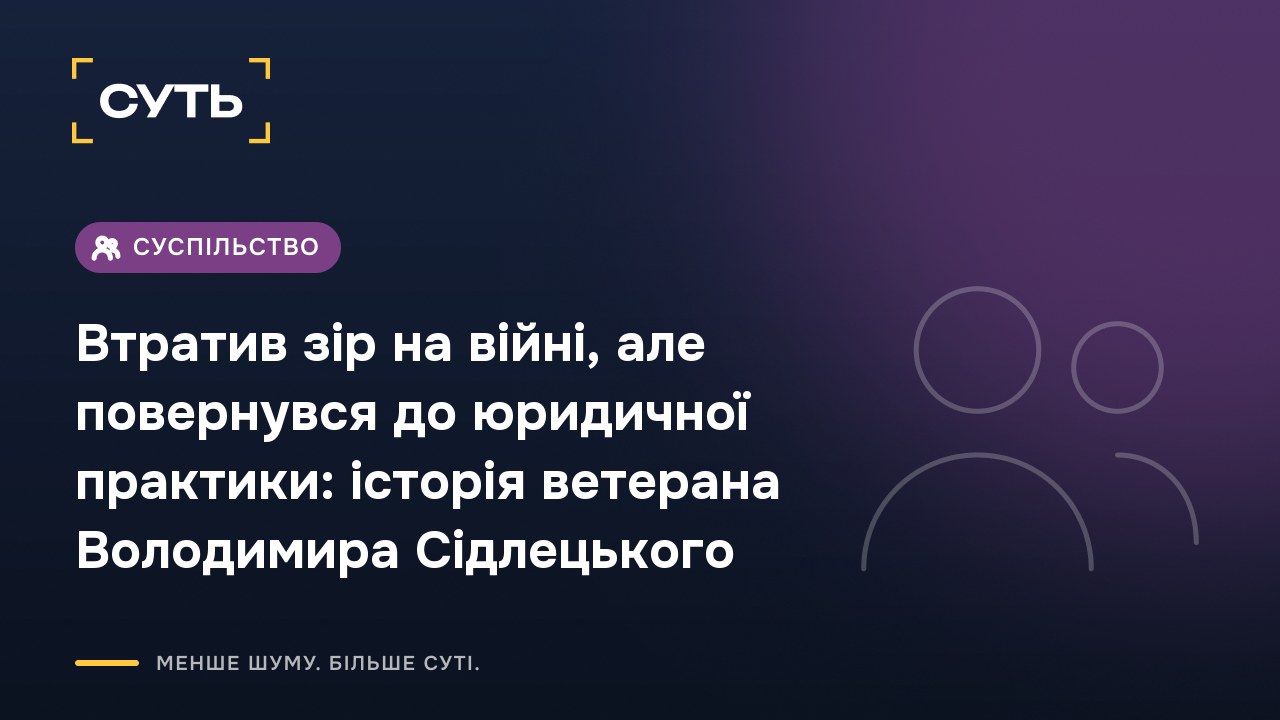 СУТЬ
СУСПІЛЬСТВО
Втратив зір на війні, але
повернувся до юридичної
практики: історія ветерана
Володимира Сідлецького
МЕНШЕ ШУМУ. БІЛЬШЕ СУТІ.